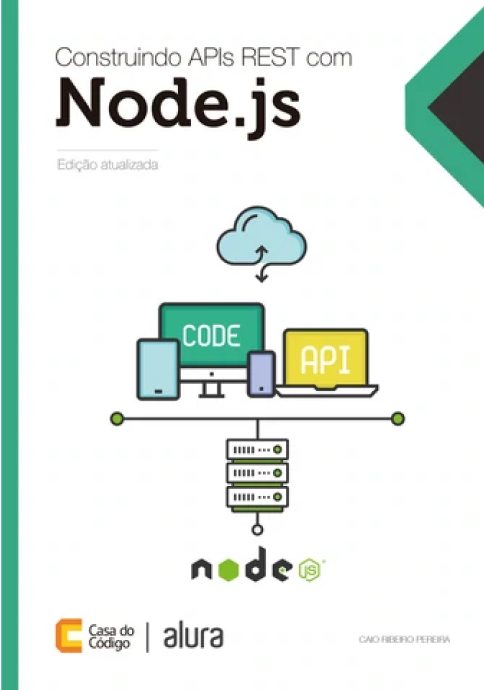 Construindo APIs REST com
Node.js
Edição atualizada
CODE
API
node
JS
Casa do
Código
alura
CAIO RIBEIRO PEREIRA